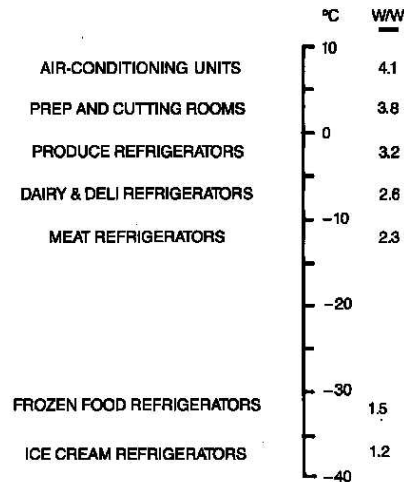 °C W/W
10
AIR-CONDITIONING UNITS 4.1
PREP AND CUTTING ROOMS 3.8
0
PRODUCE REFRIGERATORS 3.2
DAIRY & DELI REFRIGERATORS 2.6
-10
MEAT REFRIGERATORS 2.3
-20
-30
FROZEN FOOD REFRIGERATORS 1.5
ICE CREAM REFRIGERATORS 1.2
-40